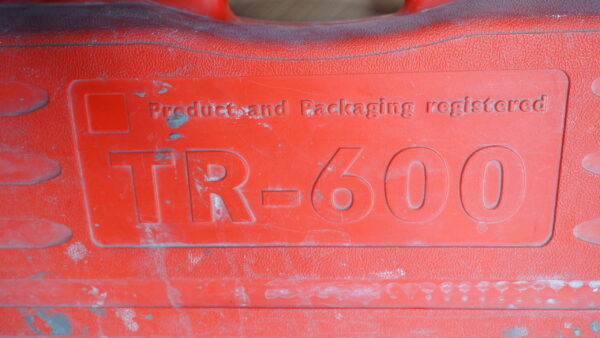 Product and Packaging registered
TR-600